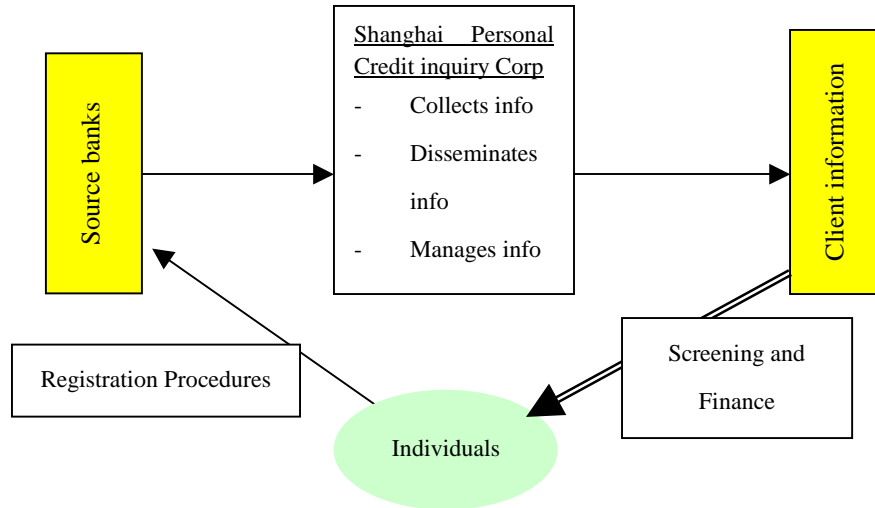 Source banks
Shanghai Personal
Credit inquiry Corp
- Collects info
- Disseminates
info
- Manages info
Client information
Registration Procedures
Screening and
Finance
Individuals